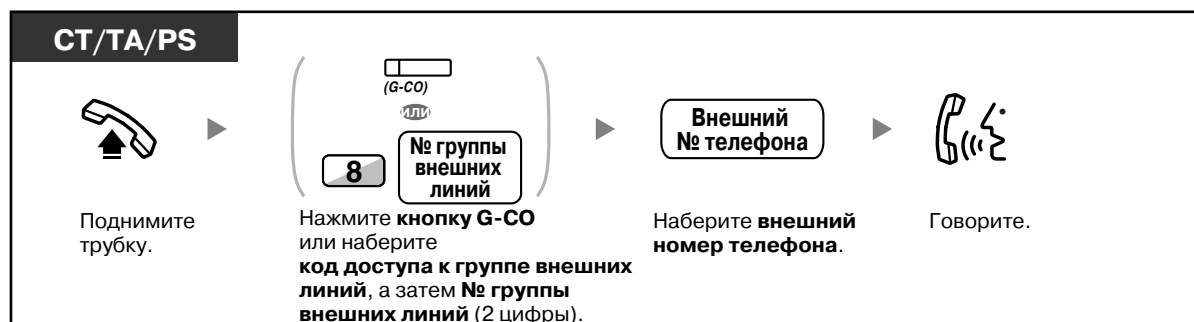 CT/TA/PS
(G-CO)
или
8
№ группы
внешних
линий
Внешний
№ телефона
Поднимите
трубку.
Нажмите кнопку G-CO
или наберите
код доступа к группе внешних
линий, а затем № группы
внешних линий (2 цифры).
Наберите внешний
номер телефона.
Говорите.